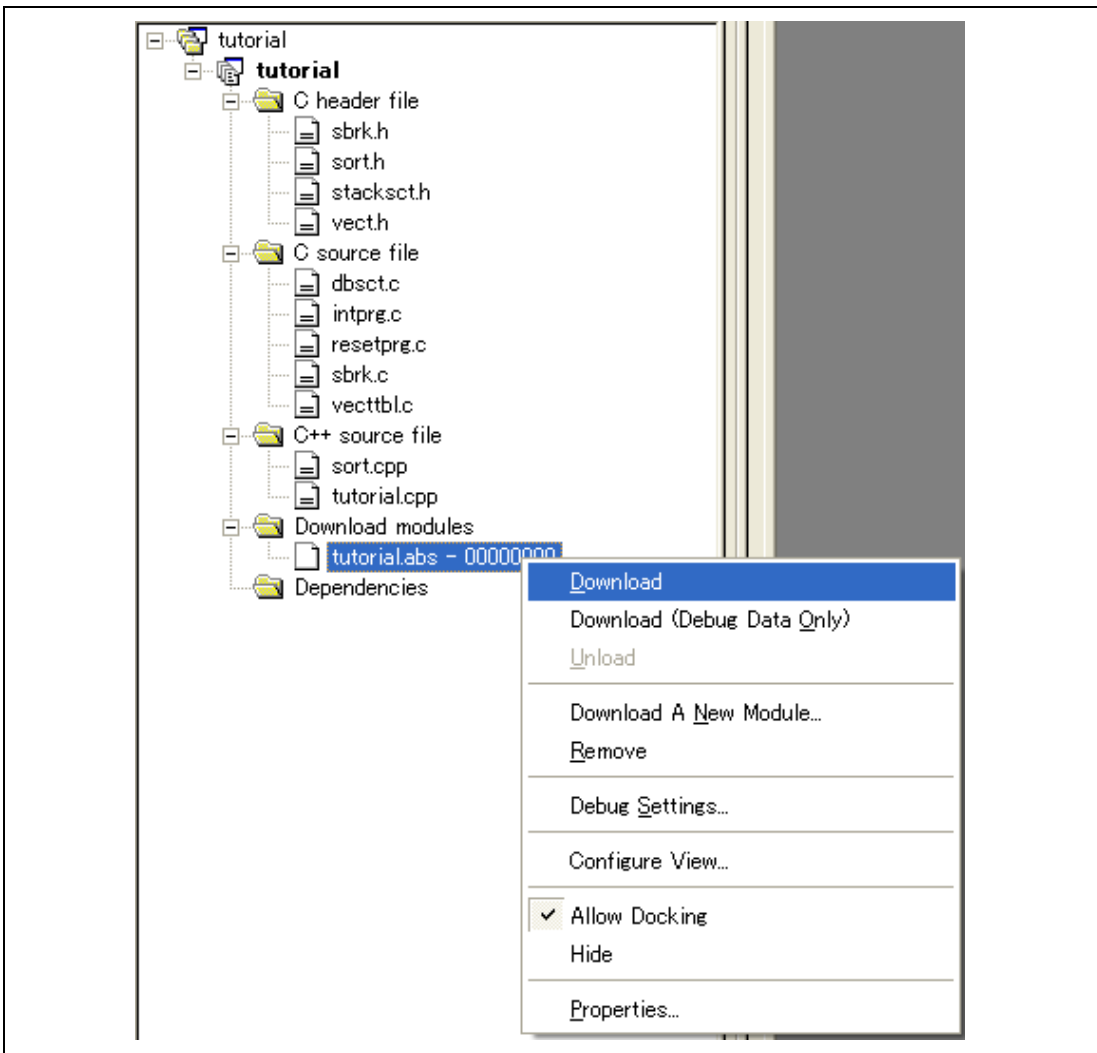 tutorial
tutorial
C header file
sbrk.h
sort.h
stacksct.h
vect.h
C source file
dbsct.c
intprg.c
resetprg.c
sbrk.c
vecttbl.c
C++ source file
sort.cpp
tutorial.cpp
Download modules
tutorial.abs - 00000000
Dependencies
Download
Download (Debug Data Only)
Unload
Download A New Module...
Remove
Debug Settings...
Configure View...
Allow Docking
Hide
Properties...